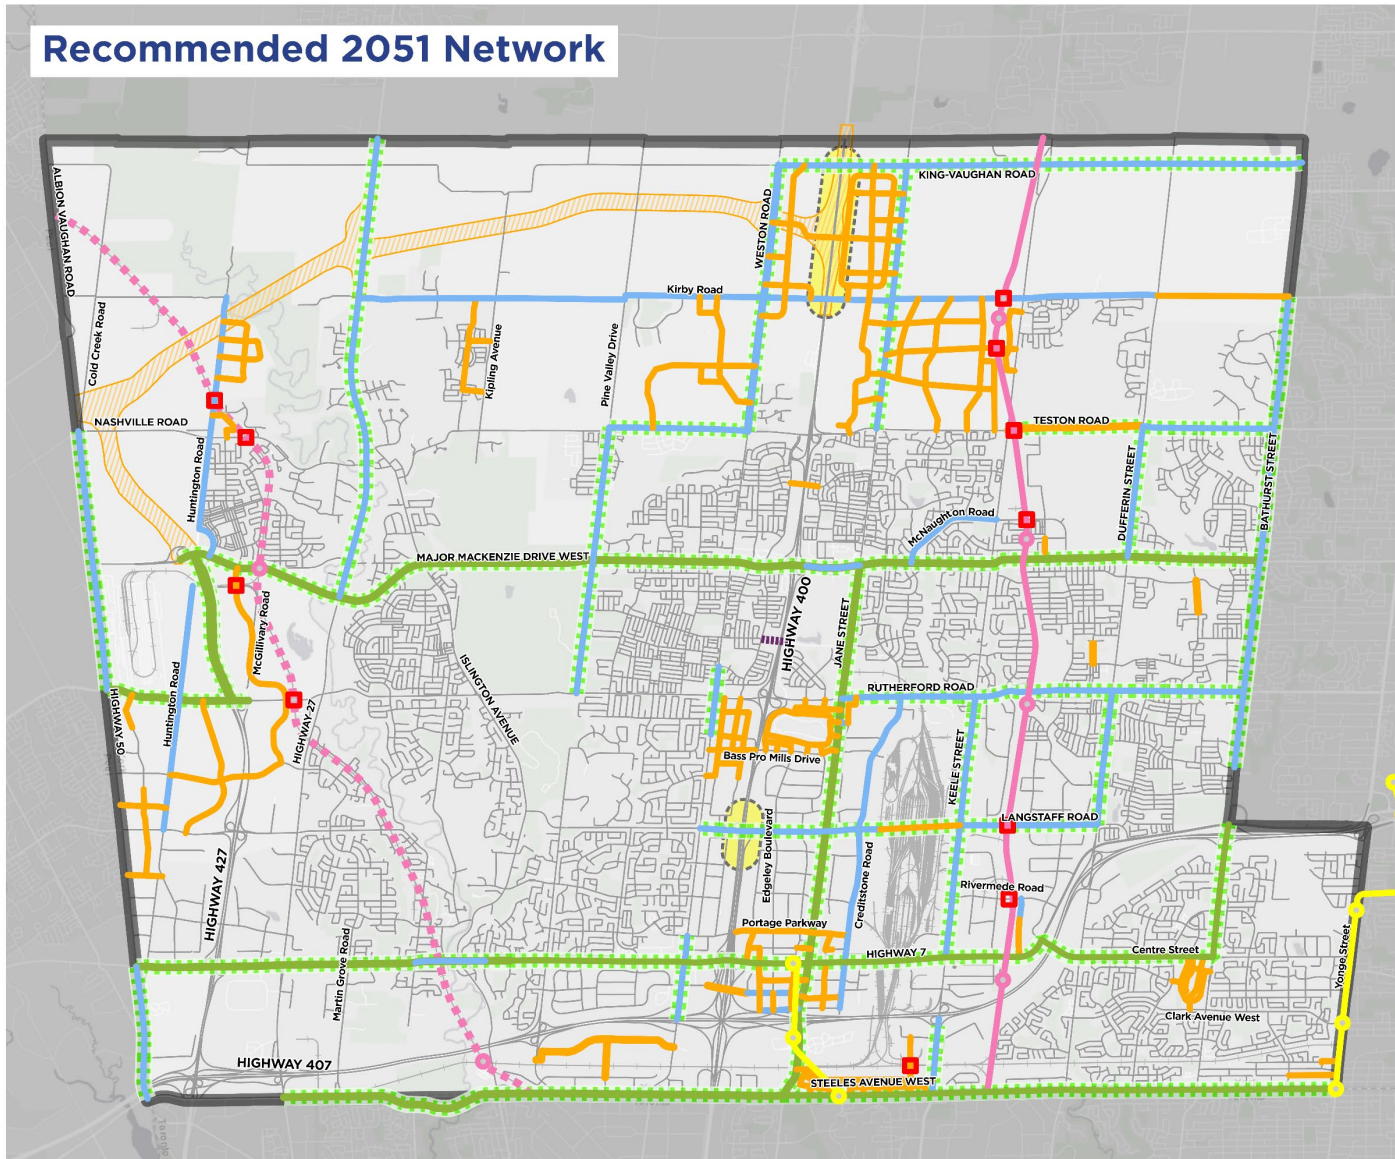 Recommended 2051 Network
ALBION VAUGHAN ROAD
KING-VAUGHAN ROAD
WESTON ROAD
Kirby Road
Cold Creek Road
Kipling Avenue
Pine Valley Drive
NASHVILLE ROAD
TESTON ROAD
Huntington Road
DUFFERIN STREET
BATHURST STREET
McNaughton Road
MAJOR MACKENZIE DRIVE WEST
HIGHWAY 400
JANE STREET
McGillivary Road
ISLINGTON AVENUE
RUTHERFORD ROAD
HIGHWAY 50
Huntington Road
HIGHWAY 27
Bass Pro Mills Drive
KEELE STREET
LANGSTAFF ROAD
Edgeley Boulevard
Creditstone Road
HIGHWAY 427
Rivermede Road
Portage Parkway
HIGHWAY 7
Centre Street
Yonge Street
Martin Grove Road
Clark Avenue West
HIGHWAY 407
STEELES AVENUE WEST
Toronto